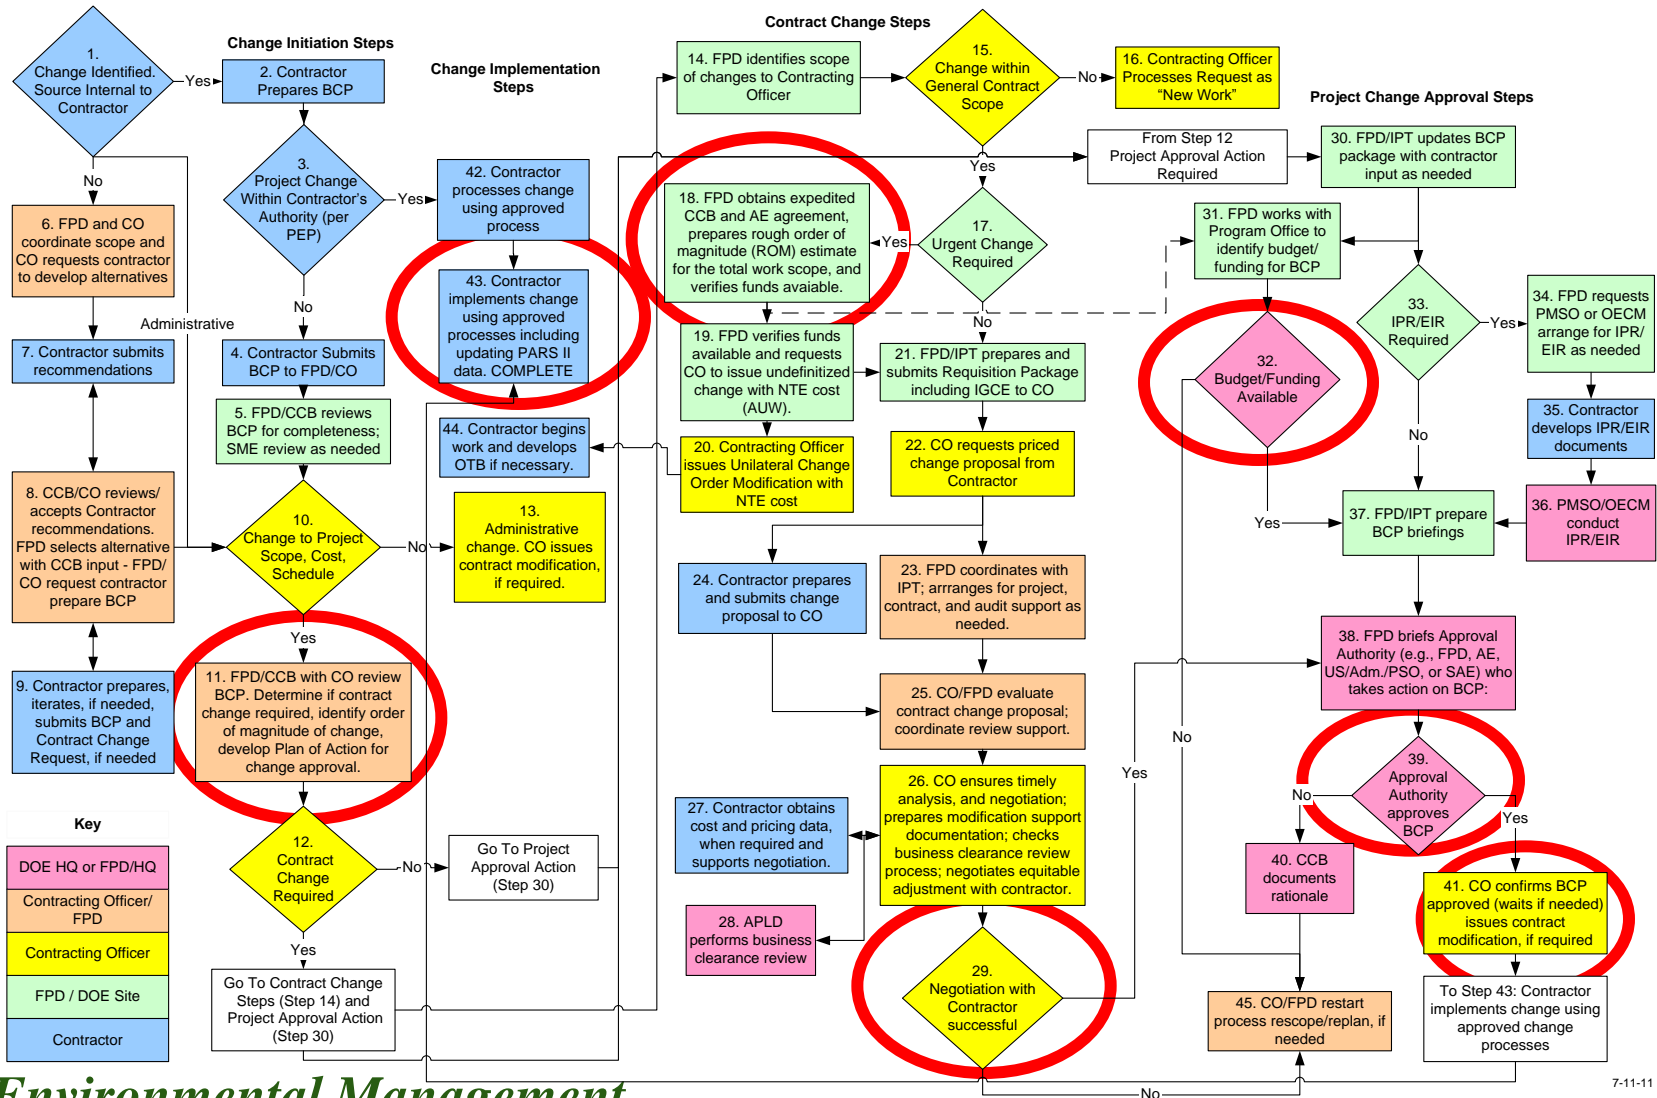 Contract Change Steps
Change Initiation Steps
Change Implementation
Steps
Project Change Approval Steps
1.
Change Identified.
Source Internal to
Contractor
Yes
No
Administrative
2. Contractor
Prepares BCP
3.
Project Change
Within Contractor's
Authority (per
PEP)
Yes
No
4. Contractor Submits
BCP to FPD/CO
5. FPD/CCB reviews
BCP for completeness;
SME review as needed
6. FPD and CO
coordinate scope and
CO requests contractor
to develop alternatives
7. Contractor submits
recommendations
8. CCB/CO reviews/
accepts Contractor
recommendations.
FPD selects alternative
with CCB input - FPD/
CO request contractor
prepare BCP
9. Contractor prepares,
iterates, if needed,
submits BCP and
Contract Change
Request, if needed
10.
Change to Project
Scope, Cost,
Schedule
No
Yes
11. FPD/CCB with CO review
BCP. Determine if contract
change required, identify order
of magnitude of change,
develop Plan of Action for
change approval.
12.
Contract
Change
Required
No
Yes
Go To Project
Approval Action
(Step 30)
Go To Contract Change
Steps (Step 14) and
Project Approval Action
(Step 30)
13.
Administrative
change. CO issues
contract modification,
if required.
42. Contractor
processes change
using approved
process
43. Contractor
implements change
using approved
processes including
updating PARS II
data. COMPLETE
44. Contractor begins
work and develops
OTB if necessary.
14. FPD identifies scope
of changes to Contracting
Officer
15.
Change within
General Contract
Scope
No
Yes
16. Contracting Officer
Processes Request as
"New Work"
17.
Urgent Change
Required
Yes
No
18. FPD obtains expedited
CCB and AE agreement,
prepares rough order of
magnitude (ROM) estimate
for the total work scope, and
verifies funds avaiable.
19. FPD verifies funds
available and requests
CO to issue undefinitized
change with NTE cost
(AUW).
20. Contracting Officer
issues Unilateral Change
Order Modification with
NTE cost
21. FPD/IPT prepares and
submits Requisition Package
including IGCE to CO
22. CO requests priced
change proposal from
Contractor
23. FPD coordinates with
IPT; arrranges for project,
contract, and audit support as
needed.
24. Contractor prepares
and submits change
proposal to CO
25. CO/FPD evaluate
contract change proposal;
coordinate review support.
26. CO ensures timely
analysis, and negotiation;
prepares modification support
documentation; checks
business clearance review
process; negotiates equitable
adjustment with contractor.
27. Contractor obtains
cost and pricing data,
when required and
supports negotiation.
28. APLD
performs business
clearance review
29.
Negotiation with
Contractor
successful
Yes
No
From Step 12
Project Approval Action
Required
30. FPD/IPT updates BCP
package with contractor
input as needed
31. FPD works with
Program Office to
identify budget/
funding for BCP
32.
Budget/Funding
Available
Yes
No
33.
IPR/EIR
Required
Yes
No
34. FPD requests
PMSO or OECM
arrange for IPR/
EIR as needed
35. Contractor
develops IPR/EIR
documents
36. PMSO/OECM
conduct
IPR/EIR
37. FPD/IPT prepare
BCP briefings
38. FPD briefs Approval
Authority (e.g., FPD, AE,
US/Adm./PSO, or SAE) who
takes action on BCP:
39.
Approval
Authority
approves
BCP
No
Yes
40. CCB
documents
rationale
41. CO confirms BCP
approved (waits if needed)
issues contract
modification, if required
45. CO/FPD restart
process rescope/replan, if
needed
To Step 43: Contractor
implements change using
approved change
processes
Key
DOE HQ or FPD/HQ
Contracting Officer/
FPD
Contracting Officer
FPD / DOE Site
Contractor
Environmental Management
7-11-11